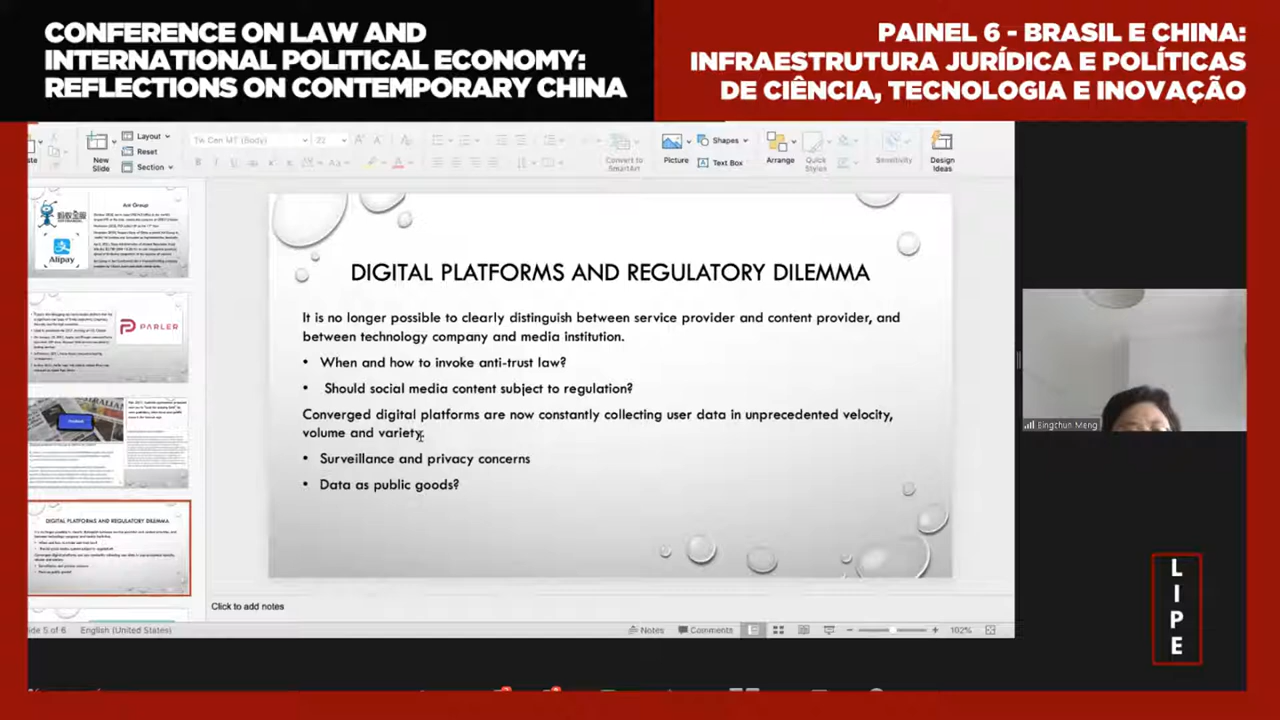 CONFERENCE ON LAW AND
INTERNATIONAL POLITICAL ECONOMY:
REFLECTIONS ON CONTEMPORARY CHINA
PAINEL 6 - BRASIL E CHINA:
INFRAESTRUTURA JURÍDICA E POLÍTICAS
DE CIÊNCIA, TECNOLOGIA E INOVAÇÃO
New
Slide
Layout
Reset
Section
Tw Cen MT (Body)
22
Convert to
SmartArt
Picture
Shapes
Text Box
Arrange
Quick
Styles
Sensitivity
Design
Ideas
Ant Group
Alipay
PARLER
DIGITAL PLATFORMS AND REGULATORY DILEMMA
DIGITAL PLATFORMS AND REGULATORY DILEMMA
It is no longer possible to clearly distinguish between service provider and content provider, and
between technology company and media institution.
• When and how to invoke anti-trust law?
• Should social media content subject to regulation?
Converged digital platforms are now constantly collecting user data in unprecedented velocity,
volume and variety.
• Surveillance and privacy concerns
• Data as public goods?
Click to add notes
ide 5 of 6
English (United States)
Notes
Comments
102%
Bingchun Meng
L
I
P
E